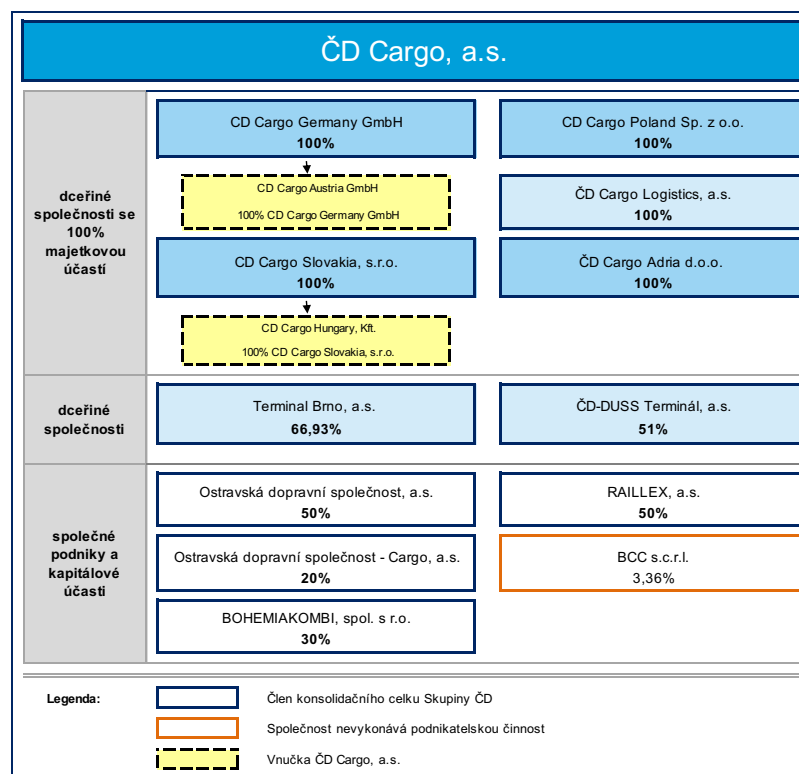 ČD Cargo, a.s.
dceřiné
společnosti se
100%
majetkovou
účastí
CD Cargo Germany GmbH
100%
CD Cargo Poland Sp. z o.o.
100%
CD Cargo Austria GmbH
100% CD Cargo Germany GmbH
ČD Cargo Logistics, a.s.
100%
CD Cargo Slovakia, s.r.o.
100%
ČD Cargo Adria d.o.o.
100%
CD Cargo Hungary, Kft.
100% CD Cargo Slovakia, s.r.o.
dceřiné
společnosti
Terminal Brno, a.s.
66,93%
ČD-DUSS Terminál, a.s.
51%
společné
podniky a
kapitálové
účasti
Ostravská dopravní společnost, a.s.
50%
RAILLEX, a.s.
50%
Ostravská dopravní společnost - Cargo, a.s.
20%
BCC s.c.r.l.
3,36%
BOHEMIAKOMBI, spol. s r.o.
30%
Legenda:
Člen konsolidačního celku Skupiny ČD
Společnost nevykonává podnikatelskou činnost
Vnučka ČD Cargo, a.s.